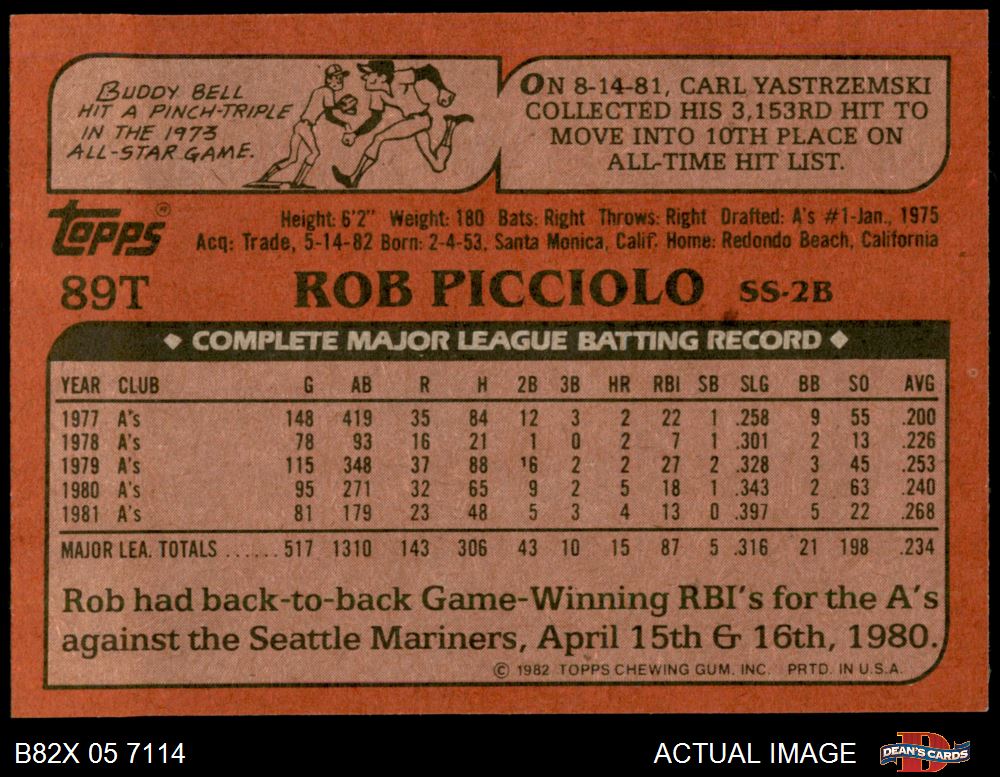 BUDDY BELL
HIT A PINCH-TRIPLE
IN THE 1973
ALL-STAR GAME.
ON 8-14-81, CARL YASTRZEMSKI
COLLECTED HIS 3,153RD HIT TO
MOVE INTO 10TH PLACE ON
ALL-TIME HIT LIST.
topps®
Height: 6'2" Weight: 180 Bats: Right Throws: Right Drafted: A's #1-Jan., 1975
Acq: Trade, 5-14-82 Born: 2-4-53, Santa Monica, Calif. Home: Redondo Beach, California
89T ROB PICCIOLO SS-2B
◆ COMPLETE MAJOR LEAGUE BATTING RECORD ◆
YEAR CLUB G AB R H 2B 3B HR RBI SB SLG BB SO AVG
1977 A's 148 419 35 84 12 3 2 22 1 .258 9 55 .200
1978 A's 78 93 16 21 1 0 2 7 1 .301 2 13 .226
1979 A's 115 348 37 88 16 2 2 27 2 .328 3 45 .253
1980 A's 95 271 32 65 9 2 5 18 1 .343 2 63 .240
1981 A's 81 179 23 48 5 3 4 13 0 .397 5 22 .268
MAJOR LEA. TOTALS ...... 517 1310 143 306 43 10 15 87 5 .316 21 198 .234
Rob had back-to-back Game-Winning RBI's for the A's
against the Seattle Mariners, April 15th & 16th, 1980.
© 1982 TOPPS CHEWING GUM. INC. PRTD. IN U.S.A.
B82X 05 7114 ACTUAL IMAGE D DEAN'S CARDS